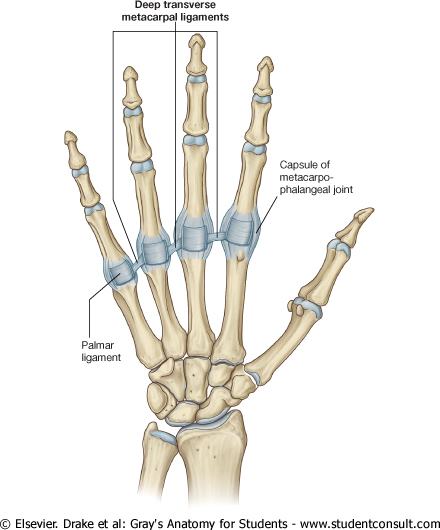 Deep transverse
metacarpal ligaments
Capsule of
metacarpo-
phalangeal joint
Palmar
ligament
© Elsevier. Drake et al: Gray's Anatomy for Students - www.studentconsult.com